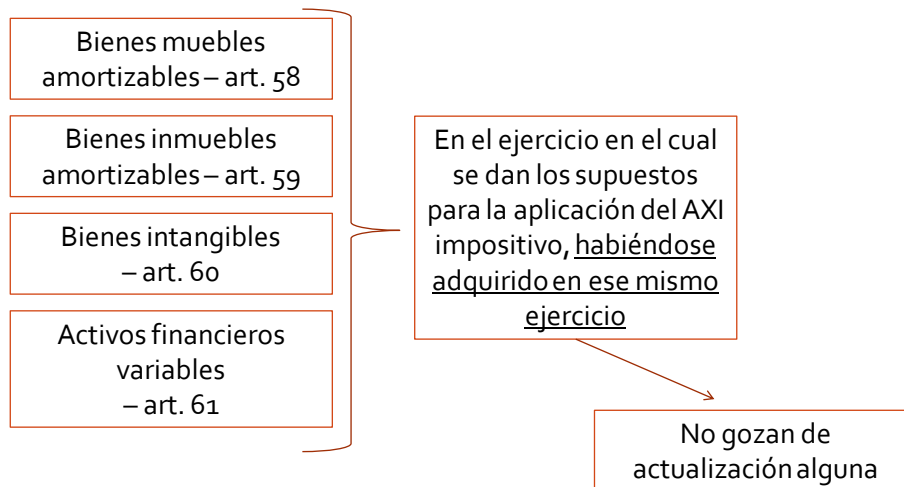 Bienes muebles
amortizables – art. 58
Bienes inmuebles
amortizables – art. 59
Bienes intangibles
– art. 60
Activos financieros
variables
– art. 61
En el ejercicio en el cual
se dan los supuestos
para la aplicación del AXI
impositivo, habiéndose
adquirido en ese mismo
ejercicio
No gozan de
actualización alguna